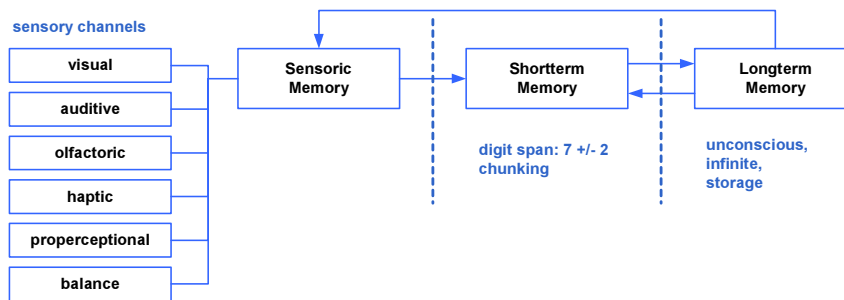 sensory channels
visual
auditive
olfactoric
haptic
properceptional
balance
Sensoric
Memory
Shortterm
Memory
digit span: 7 +/- 2
chunking
Longterm
Memory
unconscious,
infinite,
storage